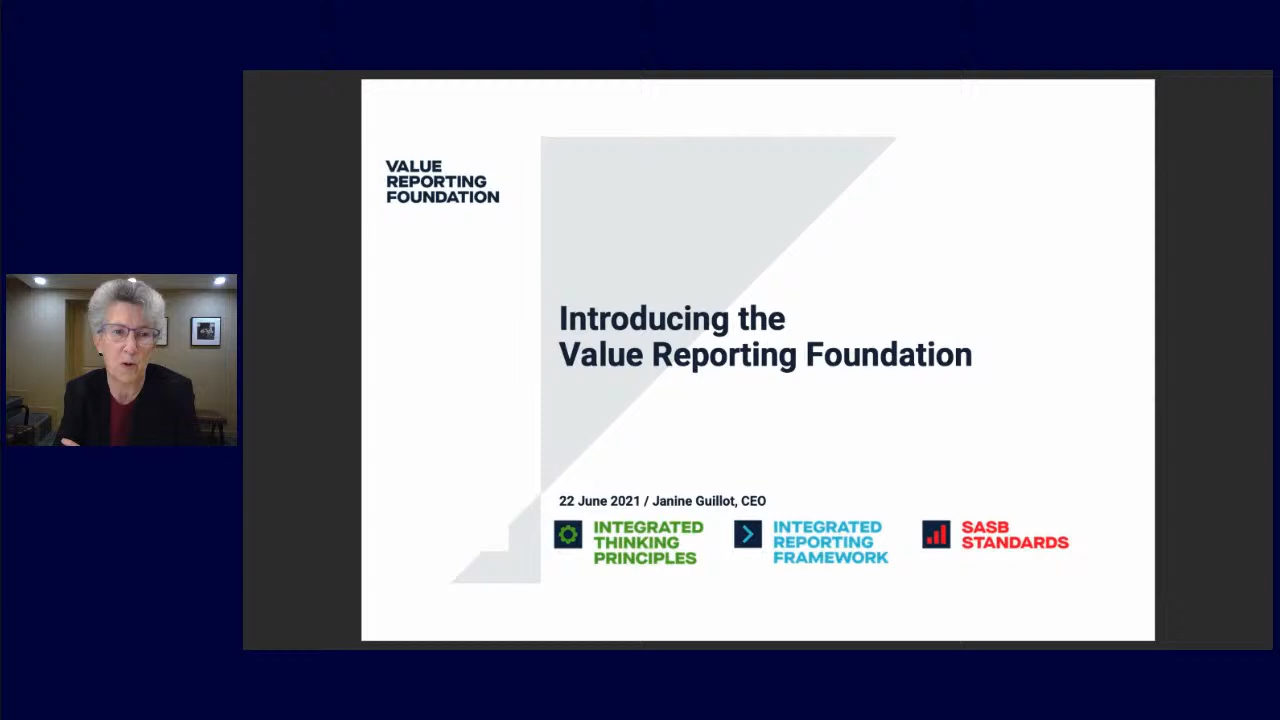 VALUE
REPORTING
FOUNDATION
Introducing the
Value Reporting Foundation
22 June 2021 / Janine Guillot, CEO
INTEGRATED
THINKING
PRINCIPLES
INTEGRATED
REPORTING
FRAMEWORK
SASB
STANDARDS